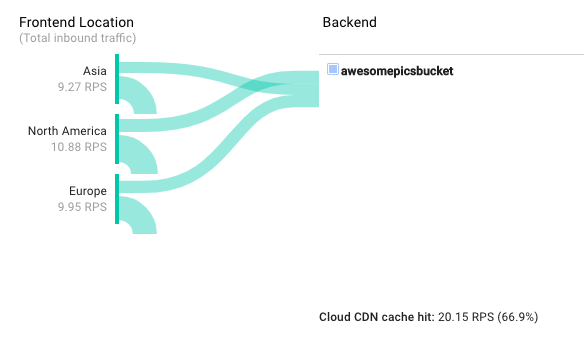 Frontend Location
(Total inbound traffic)
Backend
Asia
9.27 RPS
North America
10.88 RPS
Europe
9.95 RPS
awesomepicsbucket
Cloud CDN cache hit: 20.15 RPS (66.9%)